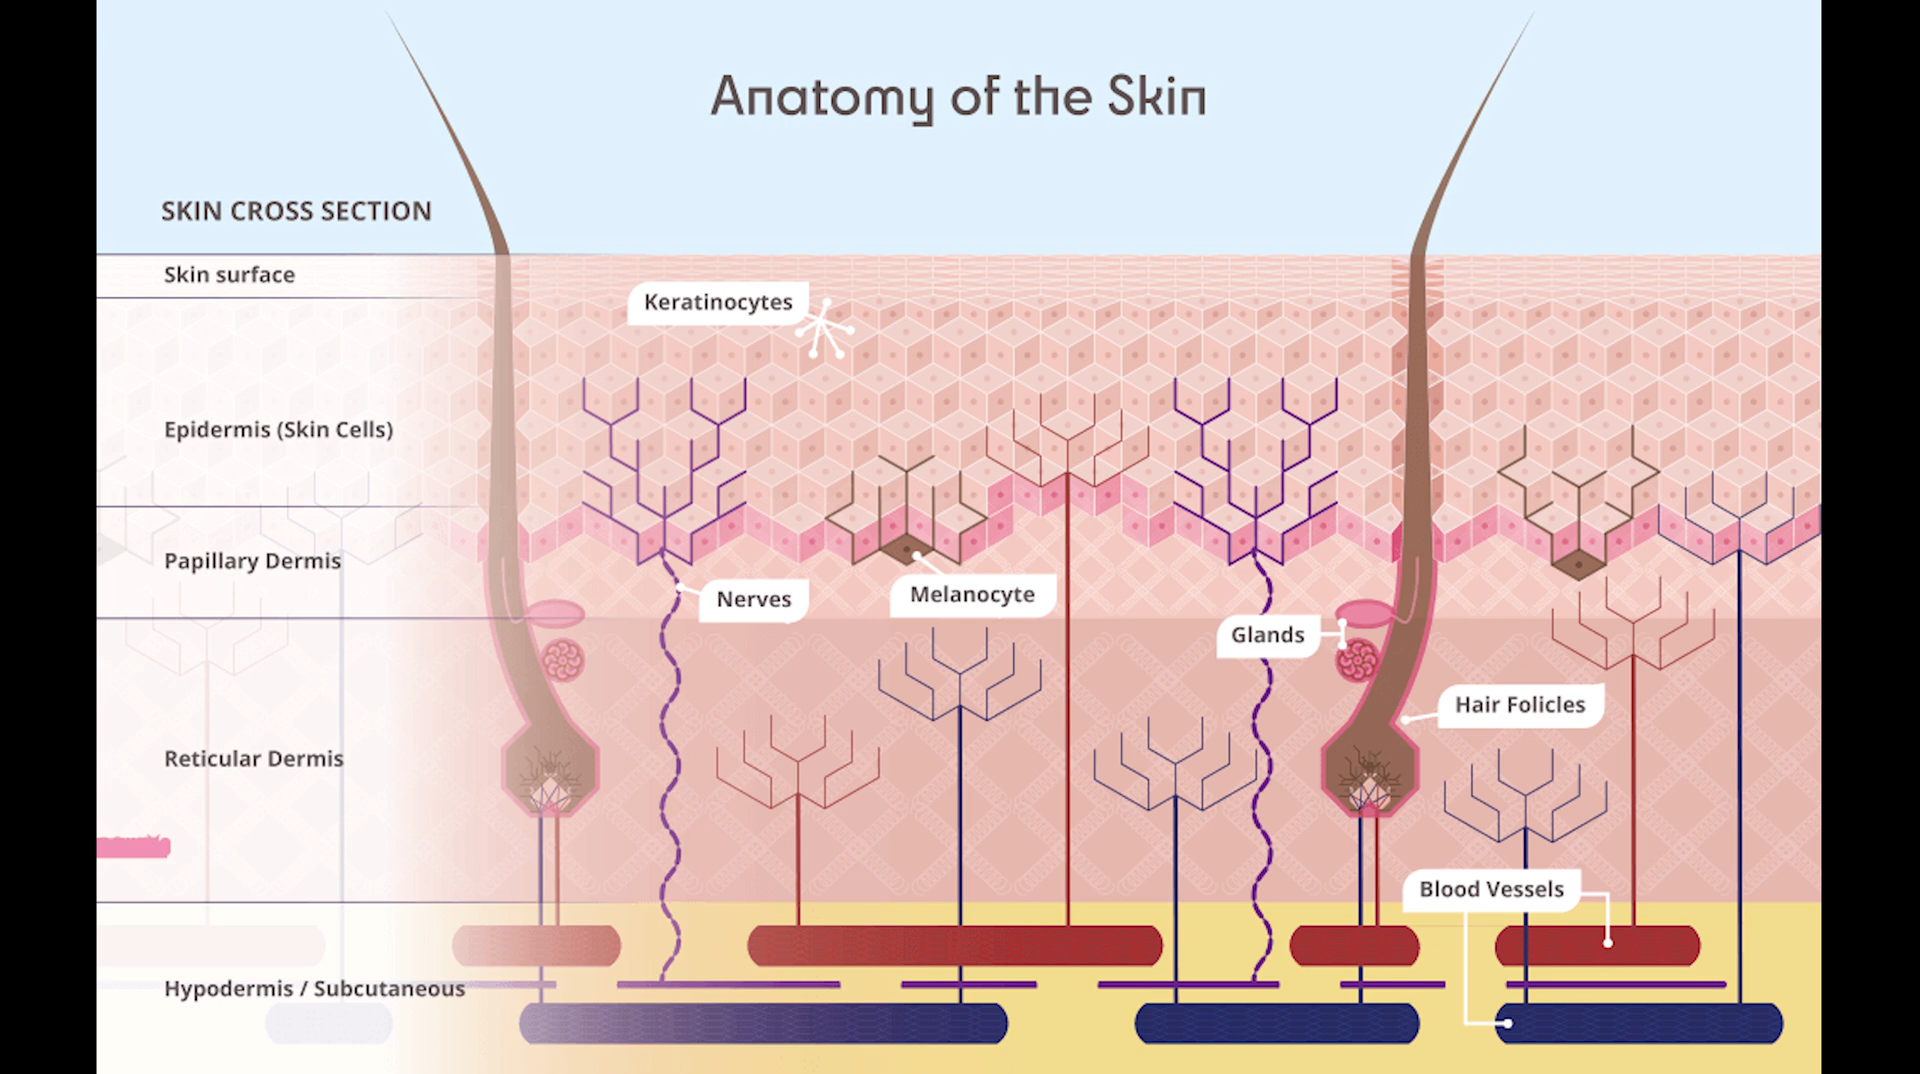 Anatomy of the Skin
SKIN CROSS SECTION
Skin surface
Keratinocytes
Epidermis (Skin Cells)
Papillary Dermis
Nerves
Melanocyte
Glands
Hair Folicles
Reticular Dermis
Blood Vessels
Hypodermis / Subcutaneous